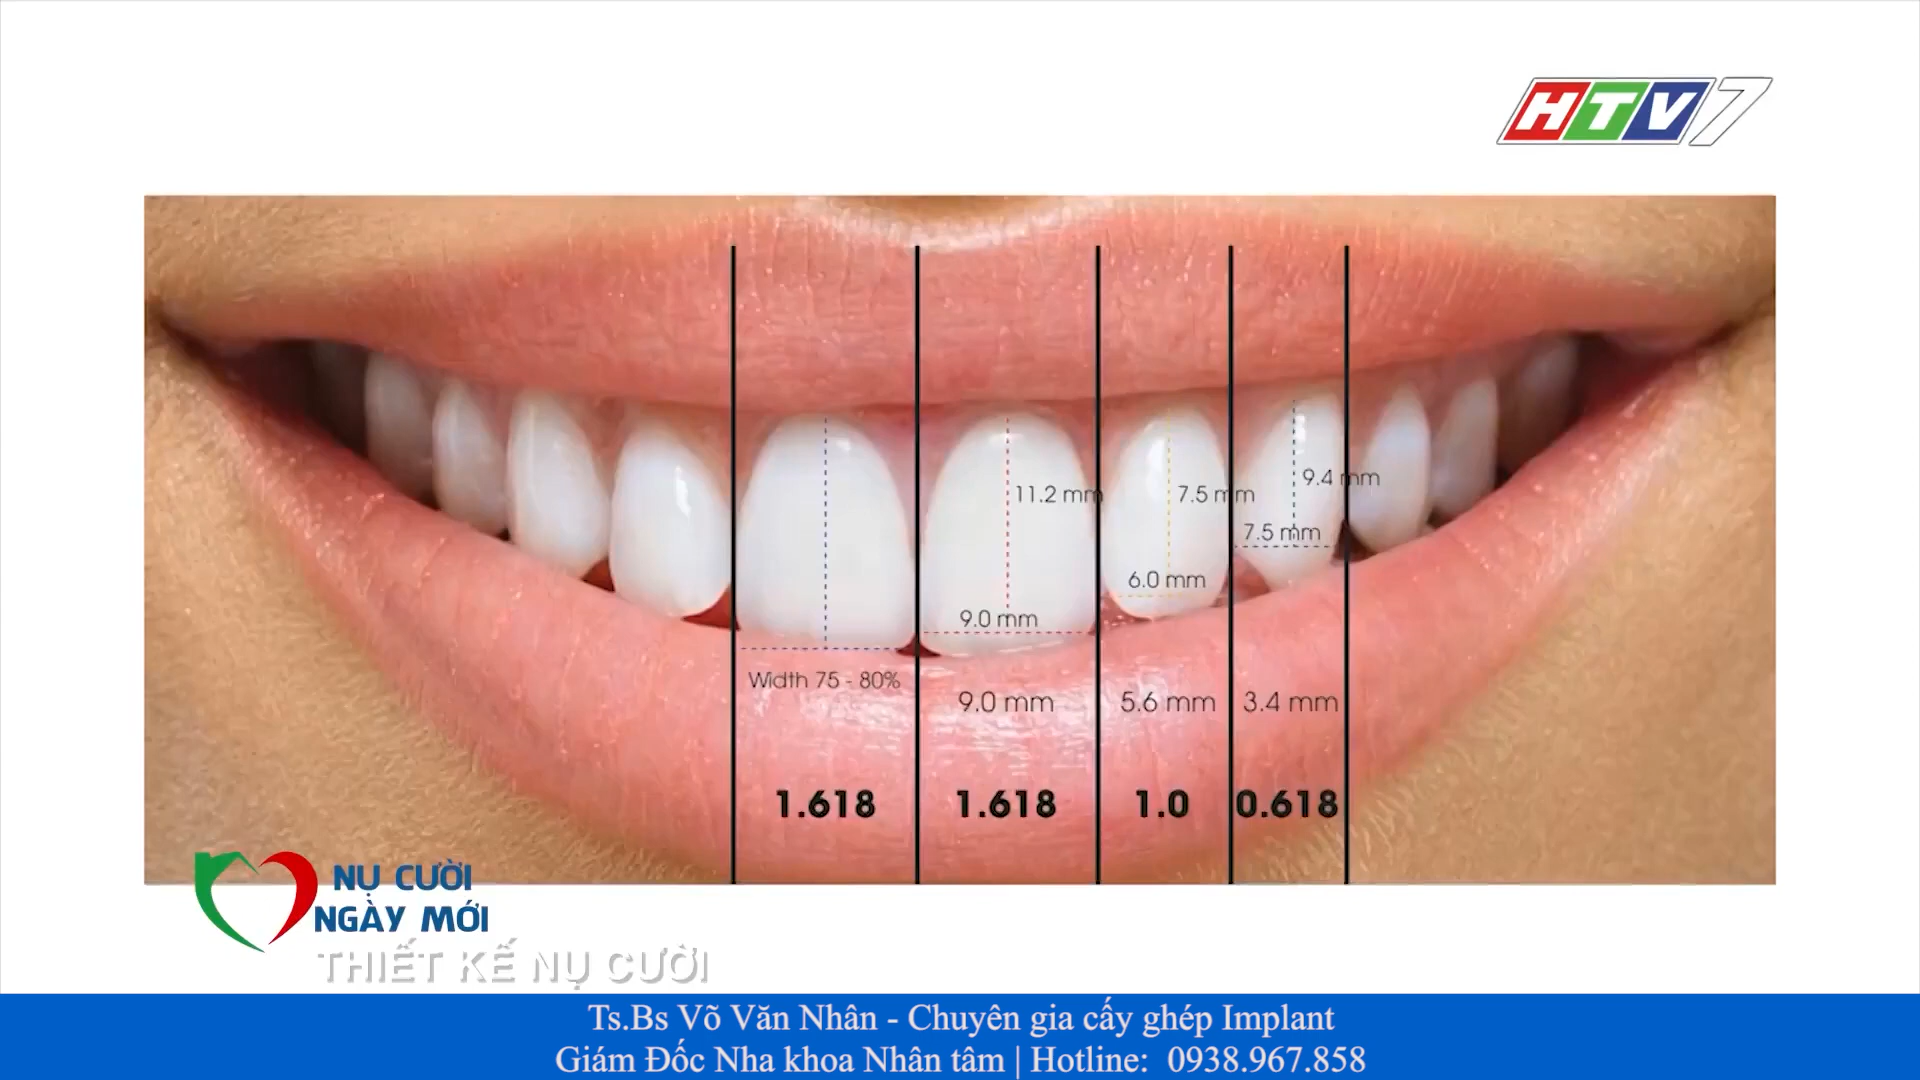 HTV7
11.2 mm
7.5 mm
9.4 mm
7.5 mm
6.0 mm
9.0 mm
Width 75 - 80%
9.0 mm
5.6 mm
3.4 mm
1.618
1.618
1.0
0.618
NỤ CƯỜI
NGÀY MỚI
THIẾT KẾ NỤ CƯỜI
Ts.Bs Võ Văn Nhân - Chuyên gia cấy ghép Implant
Giám Đốc Nha khoa Nhân tâm | Hotline: 0938.967.858